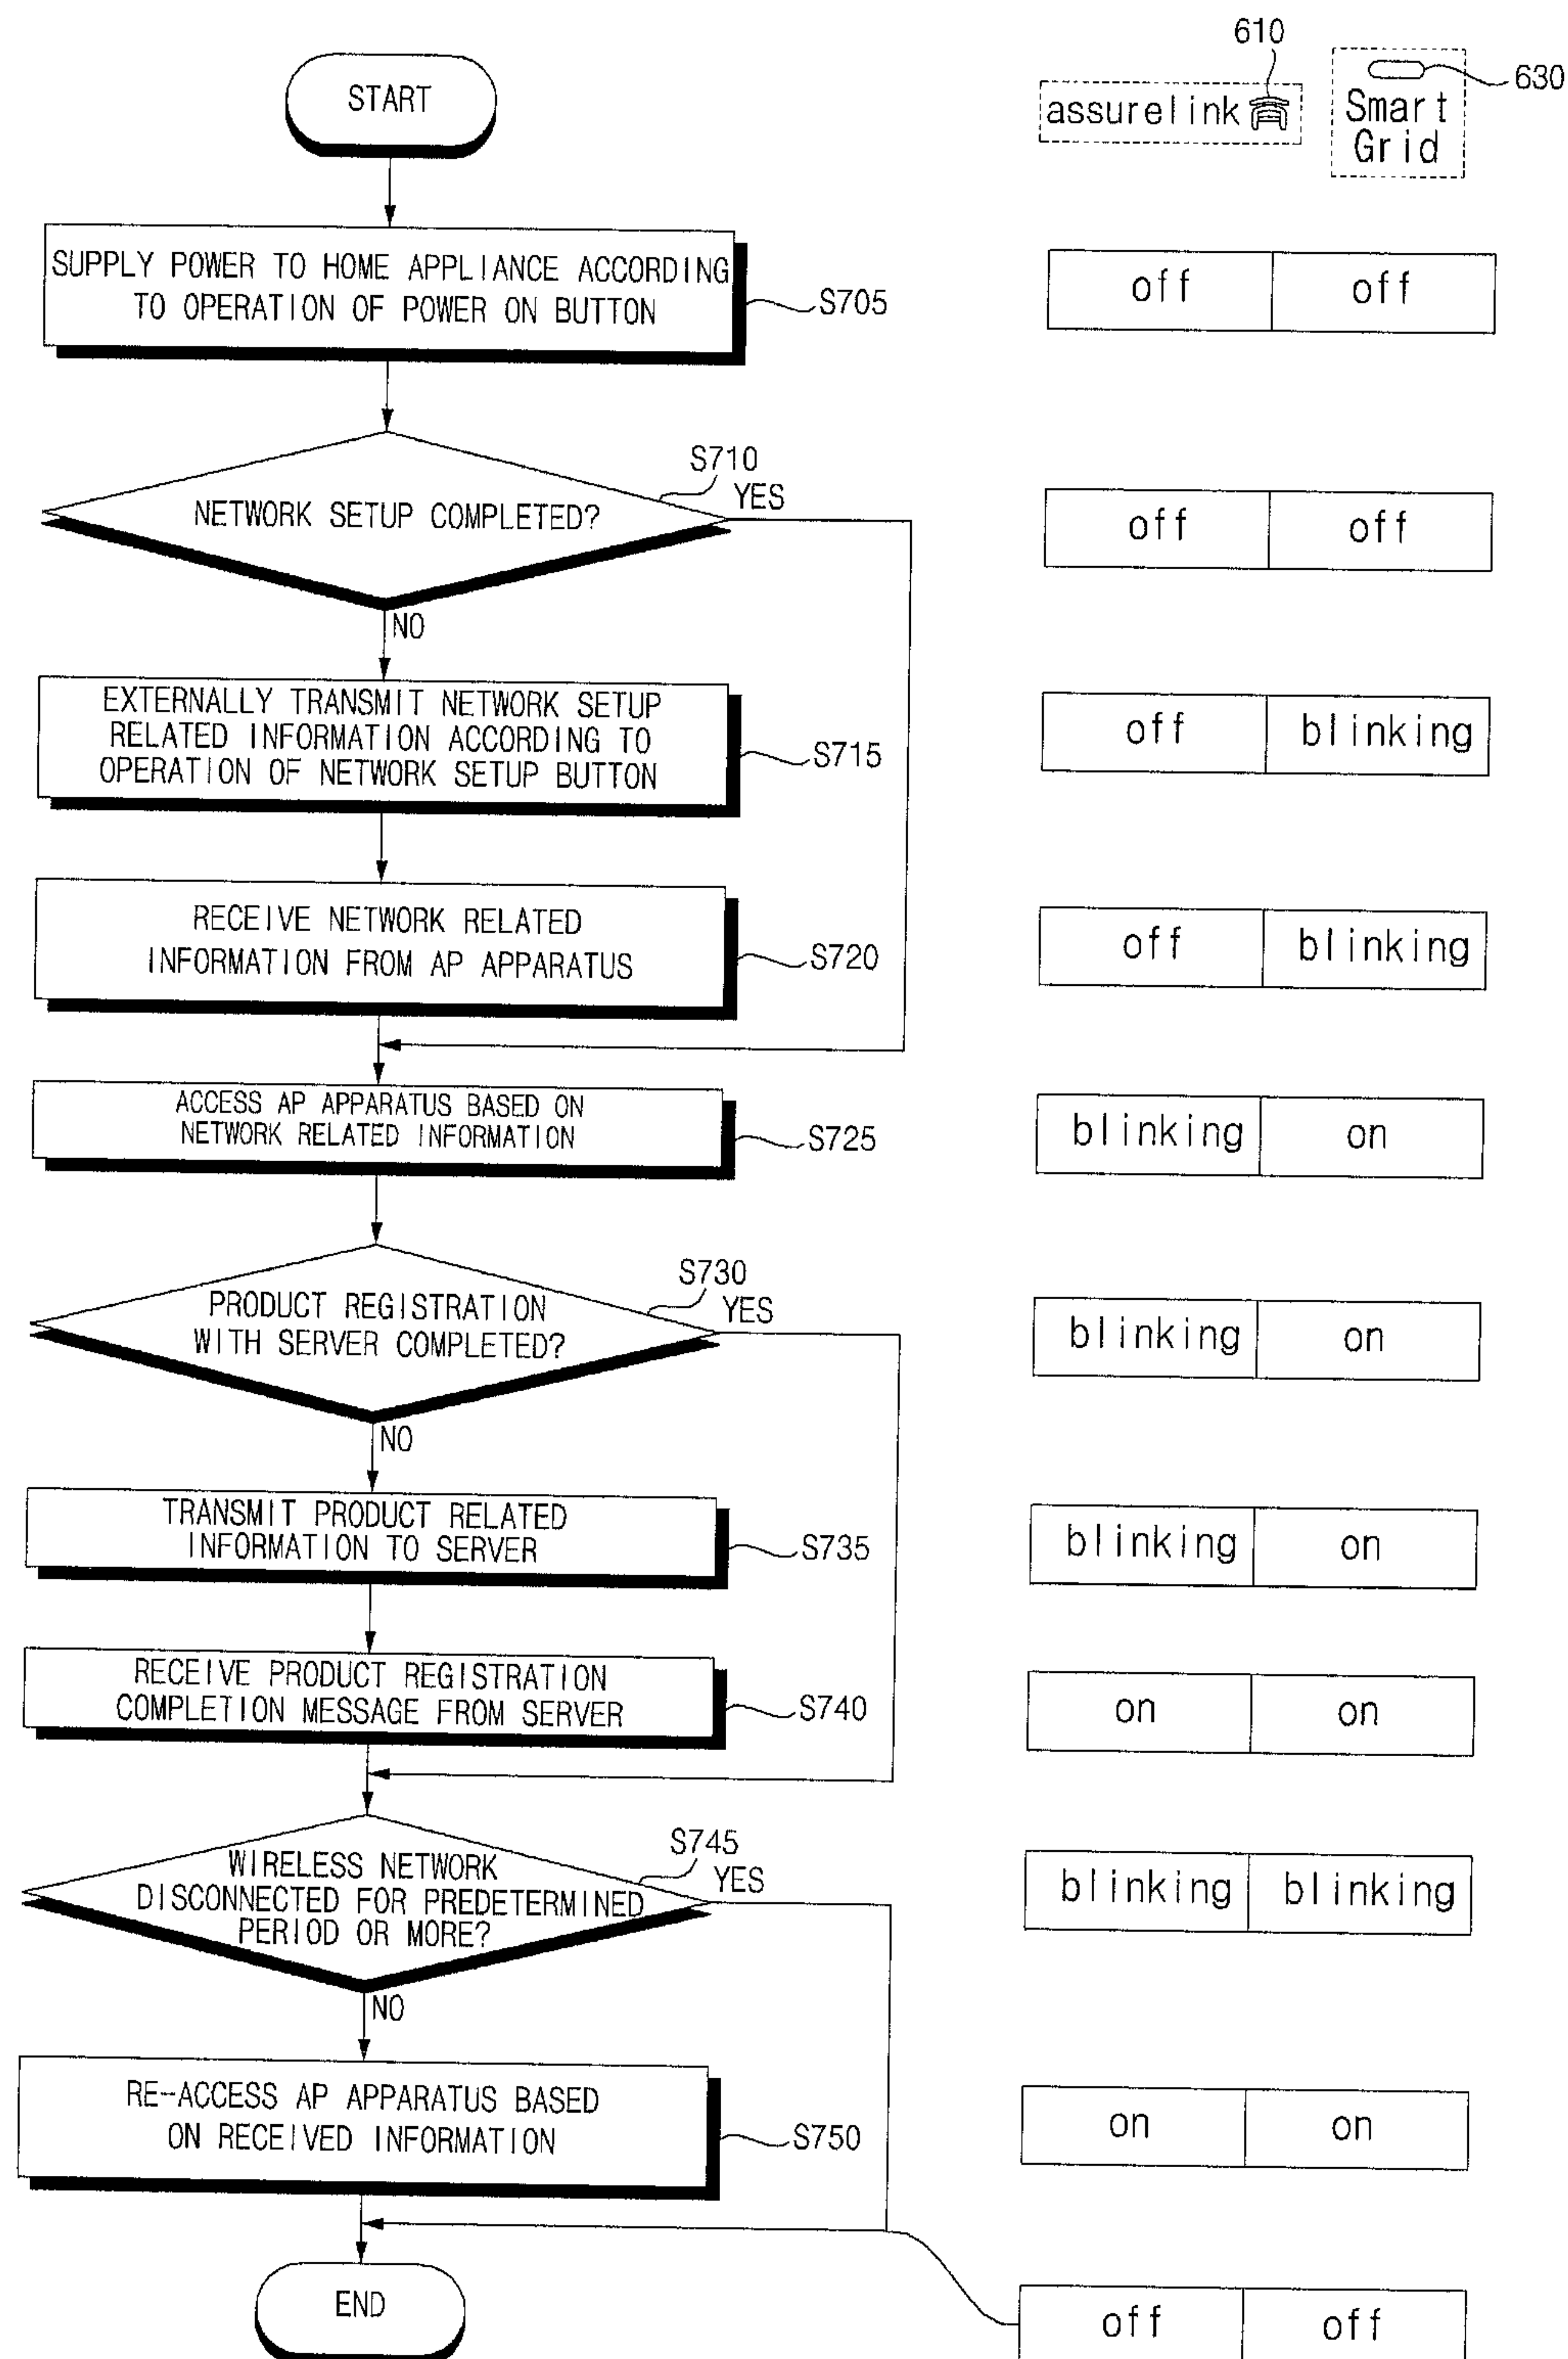 START
610
assurelink
630
Smart
Grid
SUPPLY POWER TO HOME APPLIANCE ACCORDING
TO OPERATION OF POWER ON BUTTON
S705
off off
NETWORK SETUP COMPLETED?
S710
YES
off off
NO
EXTERNALLY TRANSMIT NETWORK SETUP
RELATED INFORMATION ACCORDING TO
OPERATION OF NETWORK SETUP BUTTON
S715
off blinking
RECEIVE NETWORK RELATED
INFORMATION FROM AP APPARATUS
S720
off blinking
ACCESS AP APPARATUS BASED ON
NETWORK RELATED INFORMATION
S725
blinking on
S730
YES
PRODUCT REGISTRATION
WITH SERVER COMPLETED?
blinking on
NO
TRANSMIT PRODUCT RELATED
INFORMATION TO SERVER
S735
blinking on
RECEIVE PRODUCT REGISTRATION
COMPLETION MESSAGE FROM SERVER
S740
on on
S745
YES
WIRELESS NETWORK
DISCONNECTED FOR PREDETERMINED
PERIOD OR MORE?
blinking blinking
NO
RE-ACCESS AP APPARATUS BASED
ON RECEIVED INFORMATION
S750
on on
END
off off